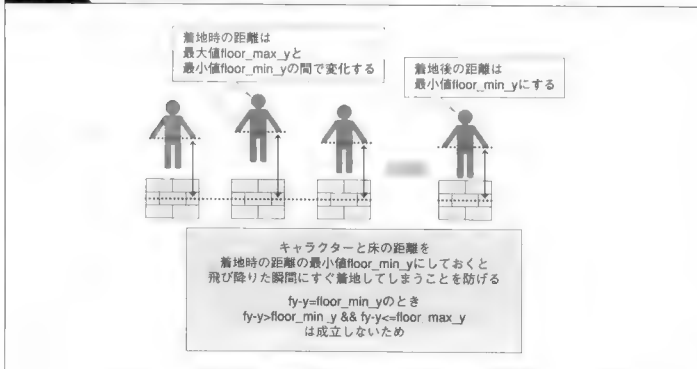 着地時の距離は
最大値floor_max_yと
最小値floor_min_yの間で変化する
着地後の距離は
最小値floor_min_yにする
キャラクターと床の距離を
着地時の距離の最小値floor_min_yにしておくと
飛び降りた瞬間にすぐ着地してしまうことを防げる
fy-y=floor_min_yのとき
fy-y>floor_min_y && fy-y<=floor_max_y
は成立しないため